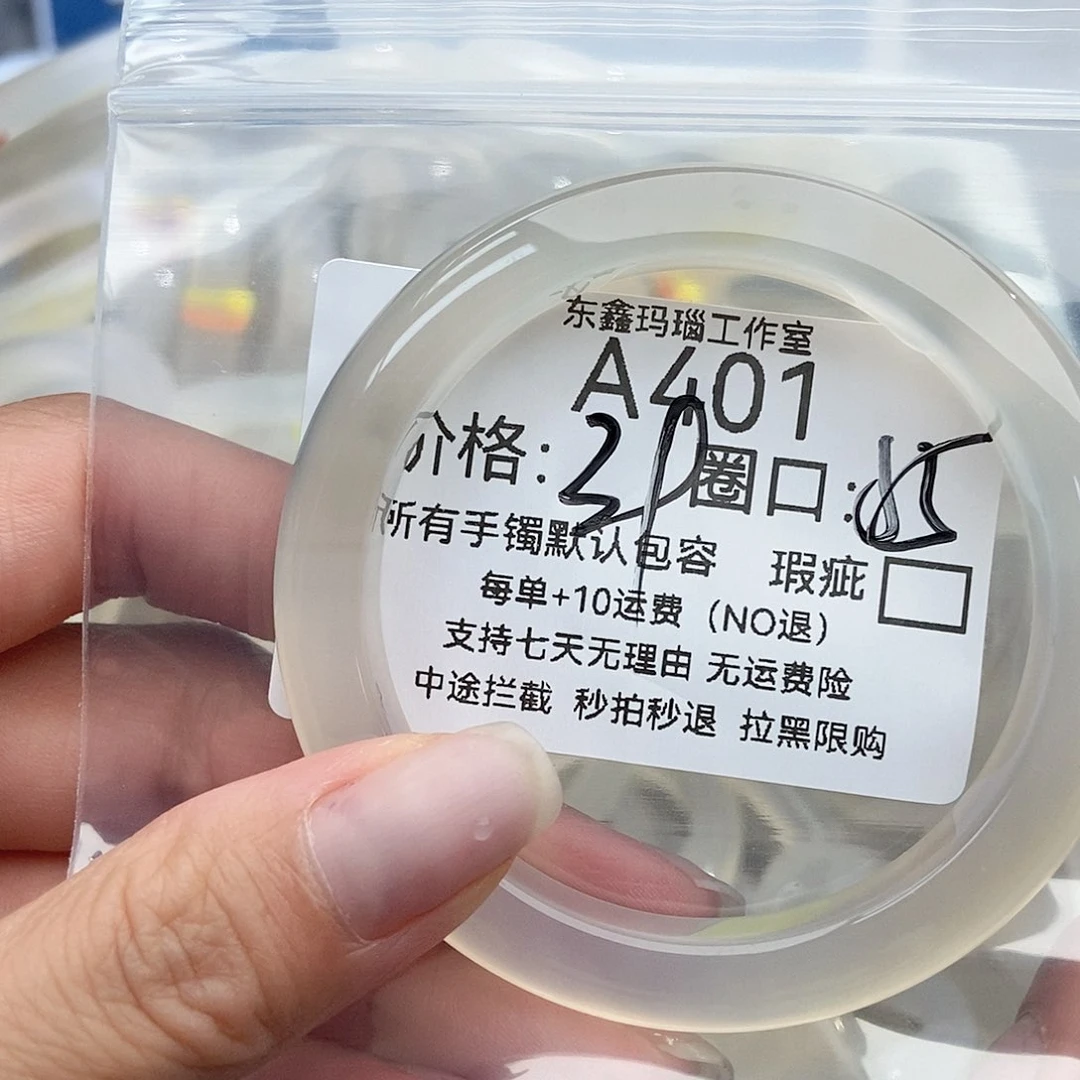 东鑫玛瑙工作室
A401
价格: 圈口:
所有手镯默认包容 瑕疵
每单+10运费 (NO退)
支持七天无理由 无运费险
中途拦截 秒拍秒退 拉黑限购